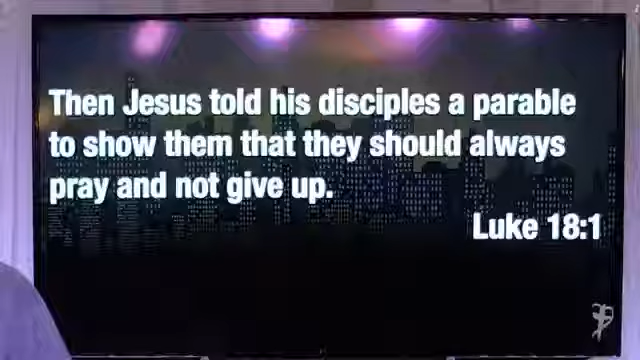 Then Jesus told his disciples a parable
to show them that they should always
pray and not give up.
Luke 18:1